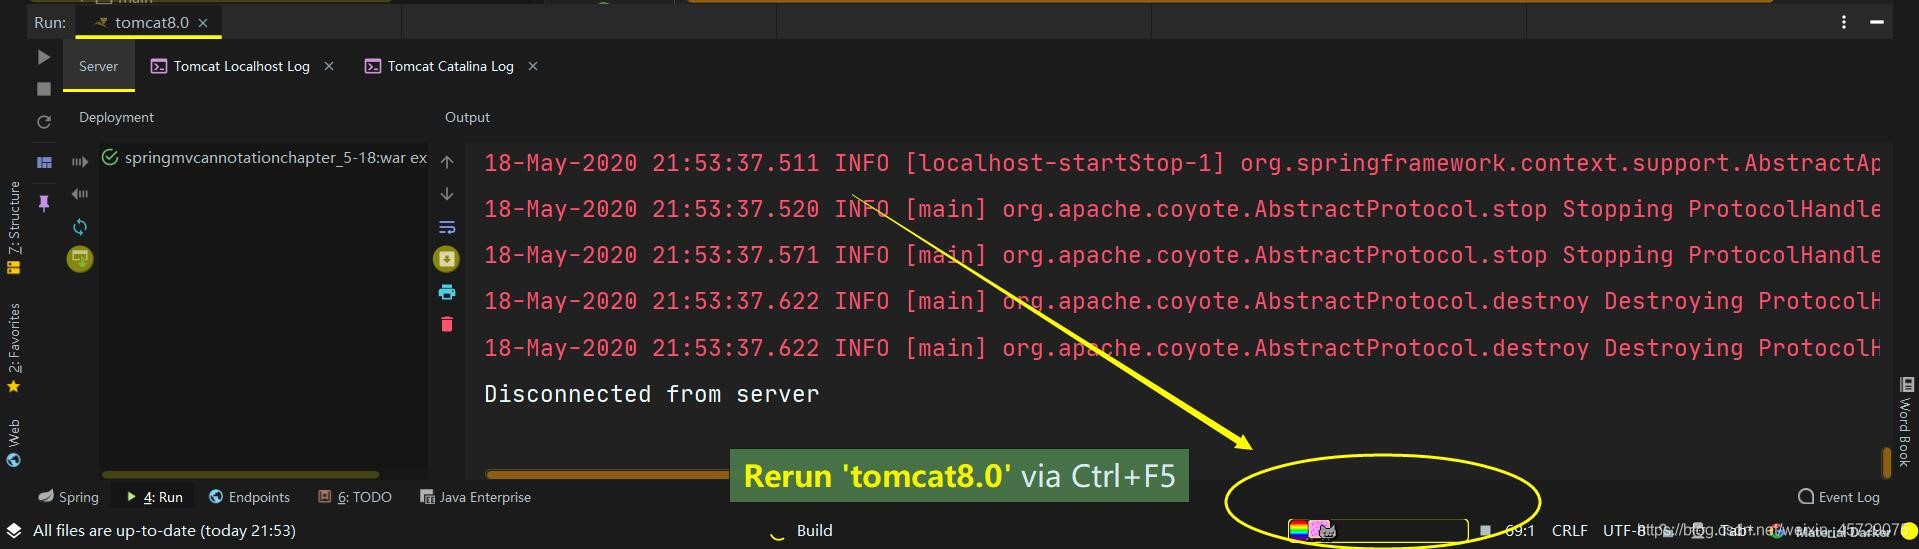 main
Run: tomcat8.0
Server Tomcat Localhost Log Tomcat Catalina Log
Deployment Output
springmvcannotationchapter_5-18:war ex
18-May-2020 21:53:37.511 INFO [localhost-startStop-1] org.springframework.context.support.AbstractAp
18-May-2020 21:53:37.520 INFO [main] org.apache.coyote.AbstractProtocol.stop Stopping ProtocolHandle
18-May-2020 21:53:37.571 INFO [main] org.apache.coyote.AbstractProtocol.stop Stopping ProtocolHandle
18-May-2020 21:53:37.622 INFO [main] org.apache.coyote.AbstractProtocol.destroy Destroying ProtocolH
18-May-2020 21:53:37.622 INFO [main] org.apache.coyote.AbstractProtocol.destroy Destroying ProtocolH
Disconnected from server
Rerun 'tomcat8.0' via Ctrl+F5
7: Structure
2: Favorites
Web
Word Book
Spring 4: Run Endpoints 6: TODO Java Enterprise Event Log
All files are up-to-date (today 21:53) Build 69:1 CRLF UTF-8 Material Darker
https://blog.csdn.net/weixin_45729075